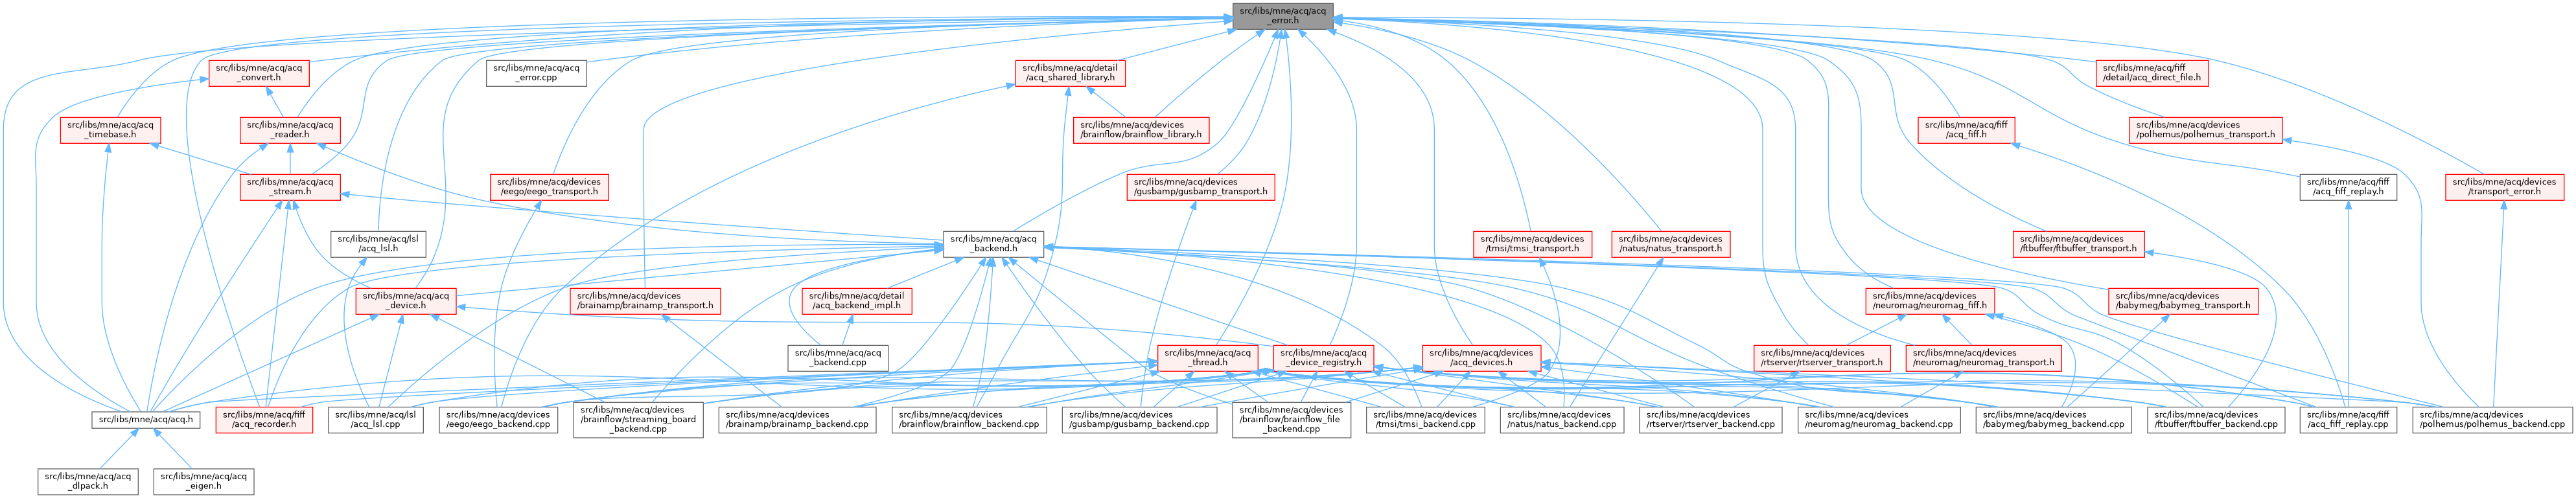 src/libs/mne/acq/acq
_error.h
src/libs/mne/acq/acq
_convert.h
src/libs/mne/acq/acq
_error.cpp
src/libs/mne/acq/detail
/acq_shared_library.h
src/libs/mne/acq/fiff
/detail/acq_direct_file.h
src/libs/mne/acq/acq
_timebase.h
src/libs/mne/acq/acq
_reader.h
src/libs/mne/acq/devices
/brainflow/brainflow_library.h
src/libs/mne/acq/fiff
/acq_fiff.h
src/libs/mne/acq/devices
/polhemus/polhemus_transport.h
src/libs/mne/acq/acq
_stream.h
src/libs/mne/acq/devices
/eego/eego_transport.h
src/libs/mne/acq/devices
/gusbamp/gusbamp_transport.h
src/libs/mne/acq/fiff
/acq_fiff_replay.h
src/libs/mne/acq/devices
/transport_error.h
src/libs/mne/acq/lsl
/acq_lsl.h
src/libs/mne/acq/acq
_backend.h
src/libs/mne/acq/devices
/tmsi/tmsi_transport.h
src/libs/mne/acq/devices
/natus/natus_transport.h
src/libs/mne/acq/devices
/ftbuffer/ftbuffer_transport.h
src/libs/mne/acq/acq
_device.h
src/libs/mne/acq/devices
/brainamp/brainamp_transport.h
src/libs/mne/acq/detail
/acq_backend_impl.h
src/libs/mne/acq/devices
/neuromag/neuromag_fiff.h
src/libs/mne/acq/devices
/babymeg/babymeg_transport.h
src/libs/mne/acq/acq
_backend.cpp
src/libs/mne/acq/acq
_thread.h
src/libs/mne/acq/acq
_device_registry.h
src/libs/mne/acq/devices
/acq_devices.h
src/libs/mne/acq/devices
/rtserver/rtserver_transport.h
src/libs/mne/acq/devices
/neuromag/neuromag_transport.h
src/libs/mne/acq/acq.h
src/libs/mne/acq/fiff
/acq_recorder.h
src/libs/mne/acq/lsl
/acq_lsl.cpp
src/libs/mne/acq/devices
/eego/eego_backend.cpp
src/libs/mne/acq/devices
/brainflow/streaming_board
_backend.cpp
src/libs/mne/acq/devices
/brainamp/brainamp_backend.cpp
src/libs/mne/acq/devices
/brainflow/brainflow_backend.cpp
src/libs/mne/acq/devices
/gusbamp/gusbamp_backend.cpp
src/libs/mne/acq/devices
/brainflow/brainflow_file
_backend.cpp
src/libs/mne/acq/devices
/tmsi/tmsi_backend.cpp
src/libs/mne/acq/devices
/natus/natus_backend.cpp
src/libs/mne/acq/devices
/rtserver/rtserver_backend.cpp
src/libs/mne/acq/devices
/neuromag/neuromag_backend.cpp
src/libs/mne/acq/devices
/babymeg/babymeg_backend.cpp
src/libs/mne/acq/devices
/ftbuffer/ftbuffer_backend.cpp
src/libs/mne/acq/fiff
/acq_fiff_replay.cpp
src/libs/mne/acq/devices
/polhemus/polhemus_backend.cpp
src/libs/mne/acq/acq
_dlpack.h
src/libs/mne/acq/acq
_eigen.h